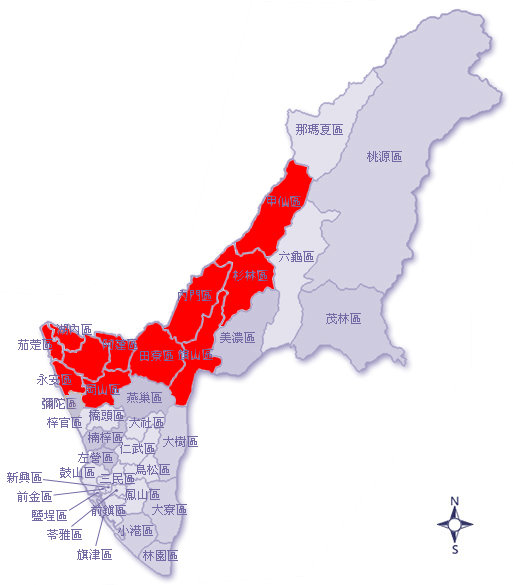 那瑪夏區
桃源區
甲仙區
六龜區
杉林區
內門區
茂林區
湖內區
茄萣區
阿蓮區
田寮區
旗山區
美濃區
永安區
岡山區
燕巢區
彌陀區
橋頭區
梓官區
大社區
楠梓區
大樹區
仁武區
左營區
鼓山區
鳥松區
新興區
三民區
前金區
鳳山區
鹽埕區
前鎮區
大寮區
苓雅區
小港區
旗津區
林園區
N
S